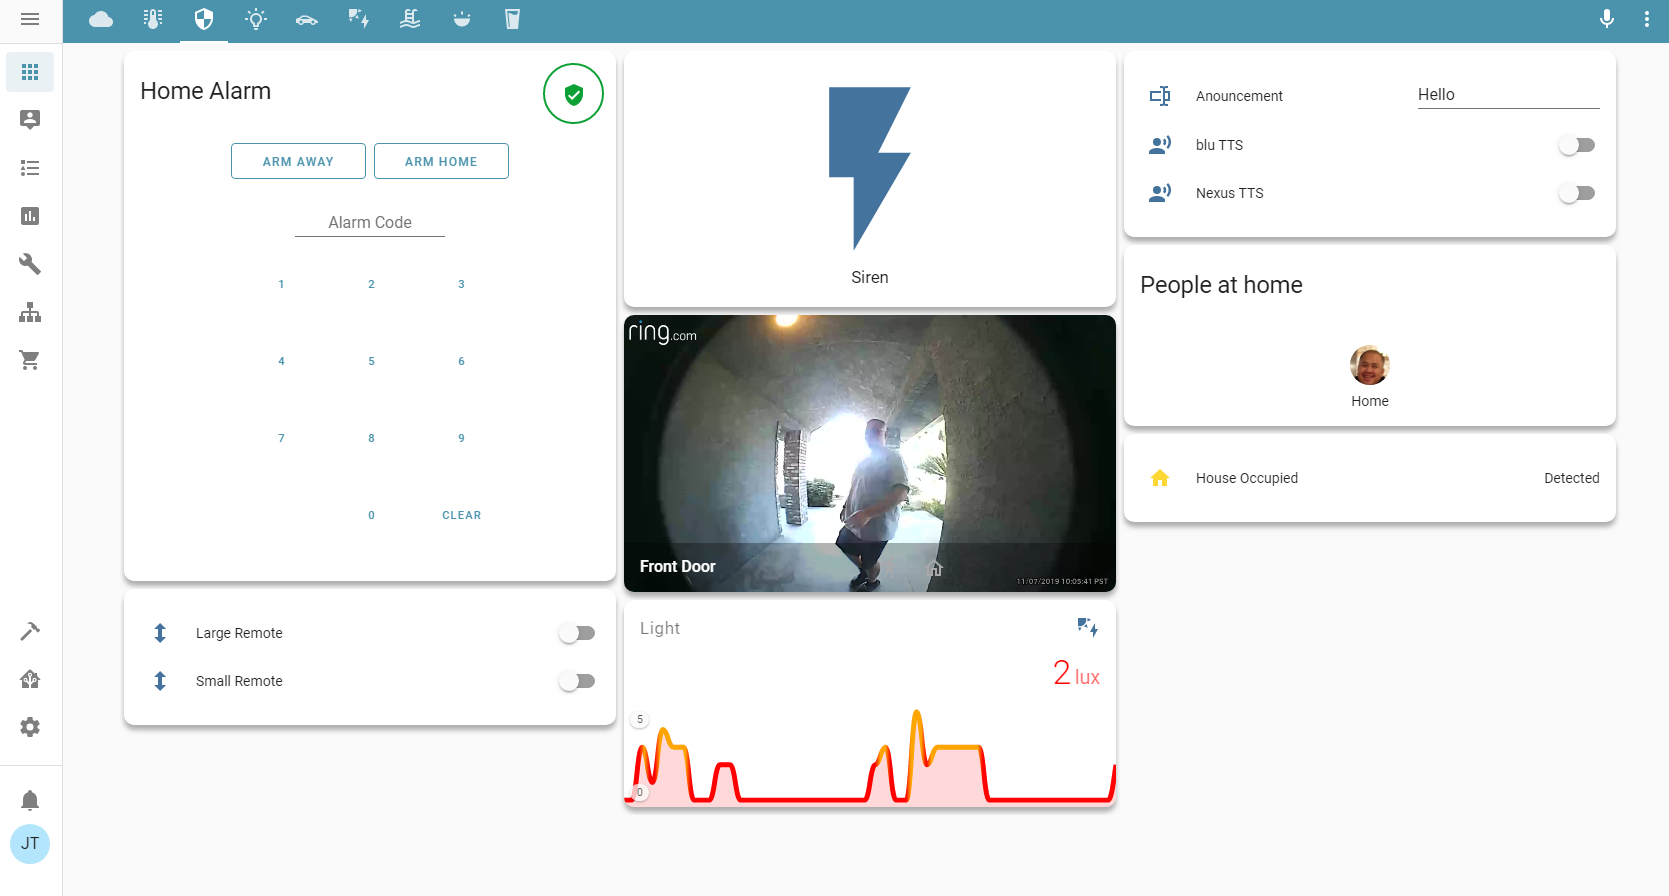 Home Alarm
ARM AWAY
ARM HOME
Alarm Code
1 2 3
4 5 6
7 8 9
0 CLEAR
Large Remote
Small Remote
Siren
ring.com
Front Door
11/07/2019 10:05:41 PST
Light
2 lux
5
0
Anouncement
Hello
blu TTS
Nexus TTS
People at home
Home
House Occupied
Detected
JT